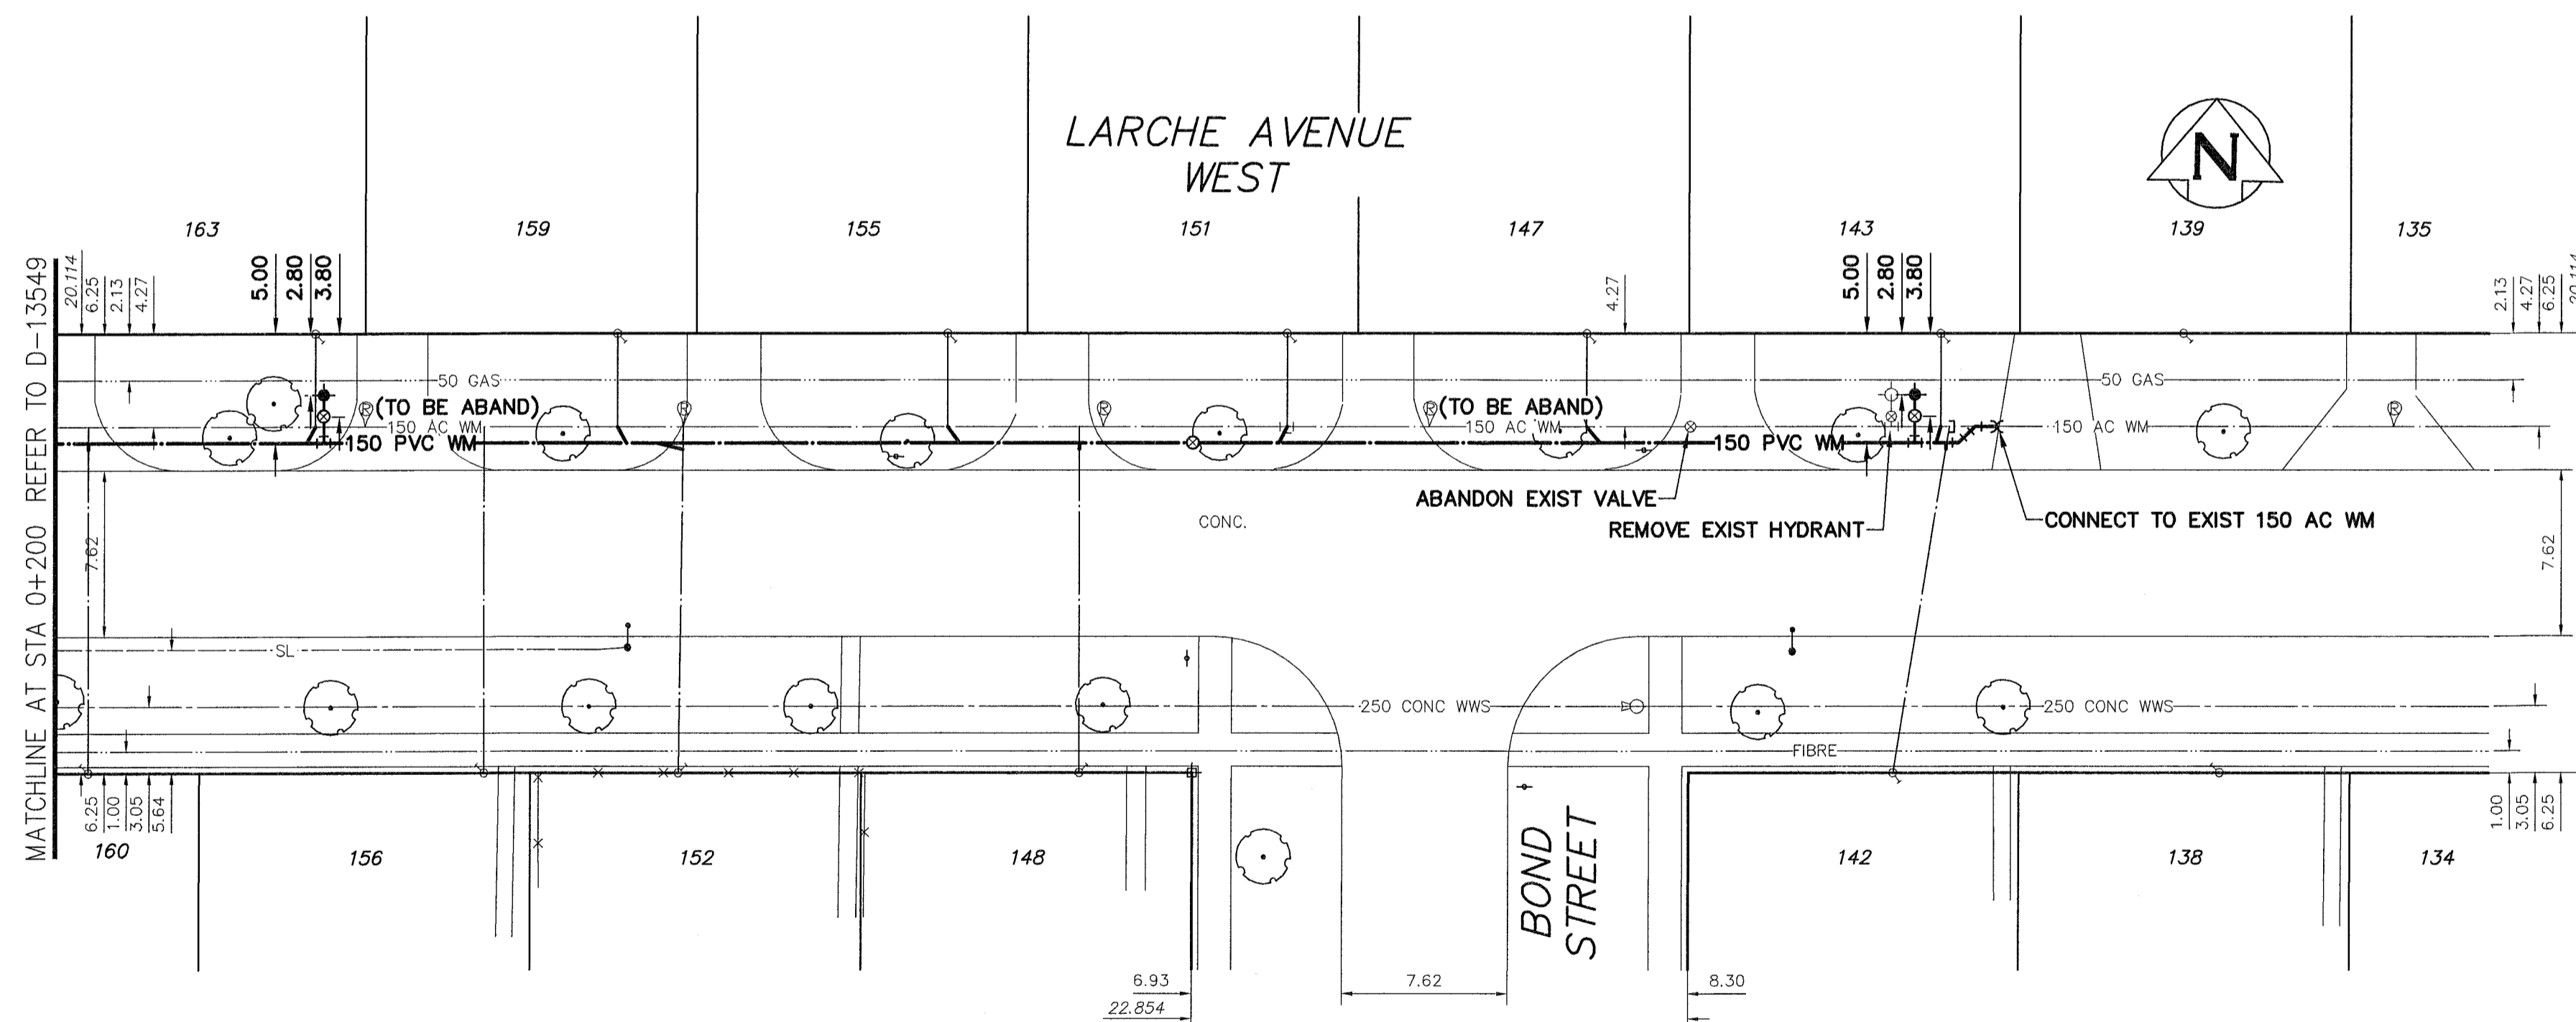 LARCHE AVENUE
WEST
N
163
159
155
151
147
143
139
135
MATCHLINE AT STA 0+200 REFER TO D-13549
20.114
6.25
2.13
4.27
5.00
2.80
3.80
4.27
5.00
2.80
3.80
2.13
4.27
6.25
50 GAS
50 GAS
(TO BE ABAND)
(TO BE ABAND)
150 AC WM
150 AC WM
150 AC WM
150 PVC WM
150 PVC WM
R
R
R
R
R
ABANDON EXIST VALVE
REMOVE EXIST HYDRANT
CONNECT TO EXIST 150 AC WM
CONC.
7.62
7.62
SL
250 CONC WWS
250 CONC WWS
FIBRE
6.25
1.00
3.05
5.64
1.00
3.05
6.25
160
156
152
148
142
138
134
BOND
STREET
6.93
7.62
8.30
22.854